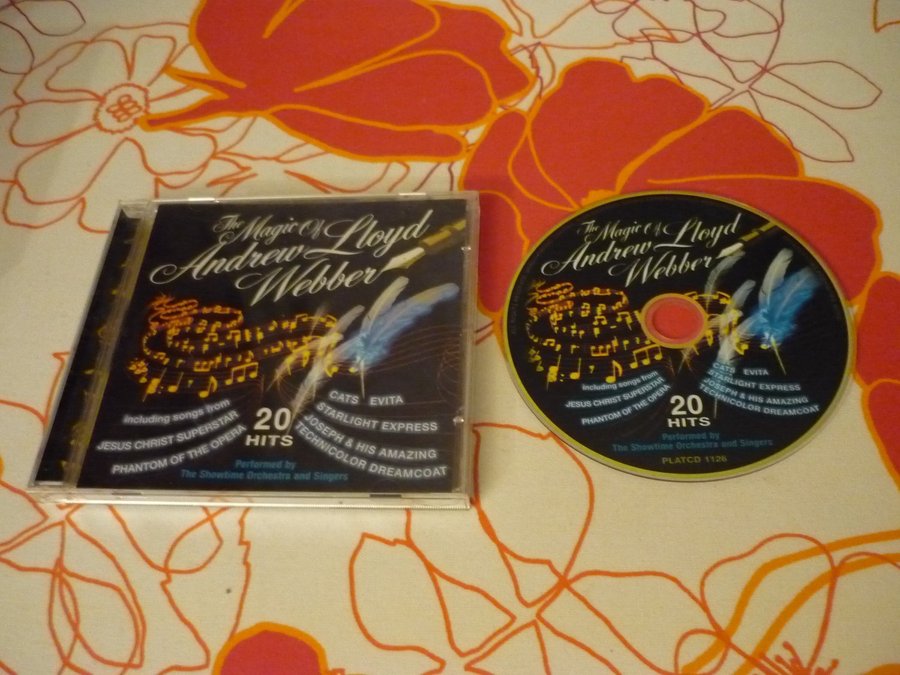 The Magic Of
Andrew Lloyd
Webber
including songs from
JESUS CHRIST SUPERSTAR
PHANTOM OF THE OPERA
20
HITS
CATS EVITA
STARLIGHT EXPRESS
JOSEPH & HIS AMAZING
TECHNICOLOR DREAMCOAT
Performed by
The Showtime Orchestra and Singers
The Magic Of
Andrew Lloyd
Webber
including songs from
JESUS CHRIST SUPERSTAR
PHANTOM OF THE OPERA
20
HITS
CATS EVITA
STARLIGHT EXPRESS
JOSEPH & HIS AMAZING
TECHNICOLOR DREAMCOAT
Performed by
The Showtime Orchestra and Singers
PLATCD 1126